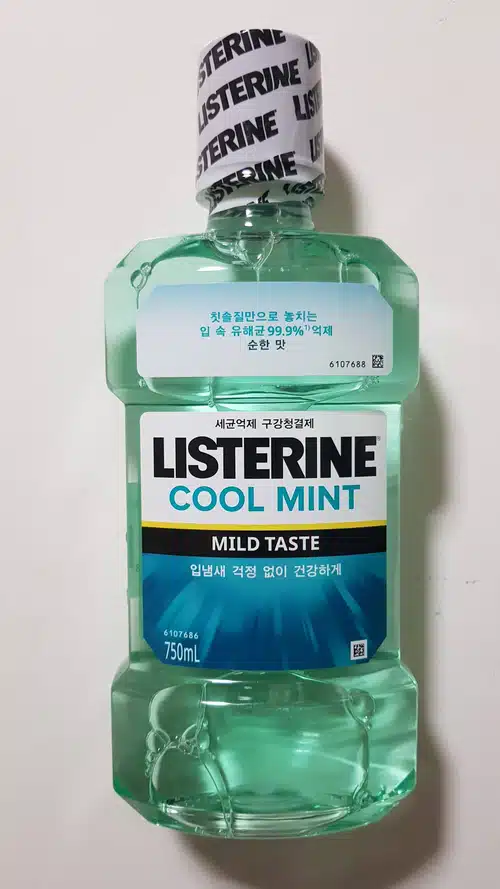 LISTERINE
LISTERINE
LISTERINE
LISTERINE
칫솔질만으로 놓치는
입 속 유해균 99.9%¹⁾억제
순한 맛
6107688
세균억제 구강청결제
LISTERINE®
COOL MINT
MILD TASTE
입냄새 걱정 없이 건강하게
6107686
750mL